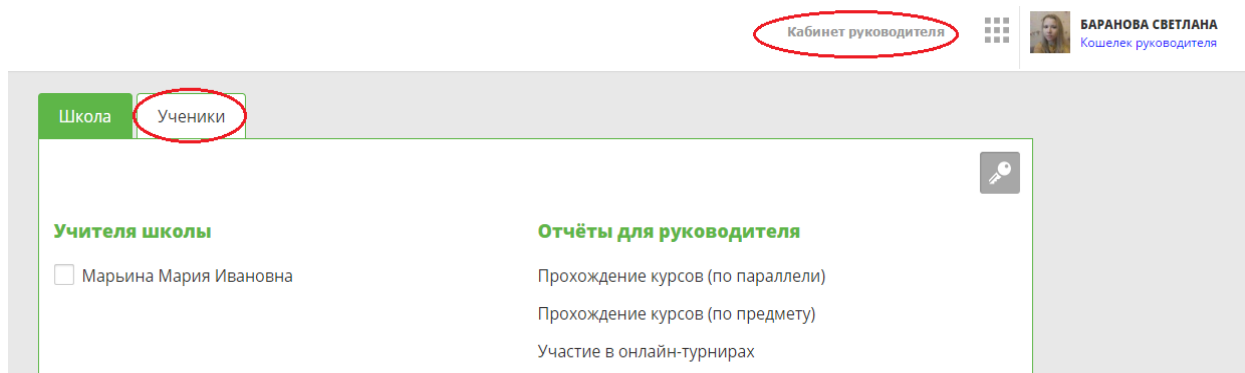 Кабинет руководителя
БАРАНОВА СВЕТЛАНА
Кошелек руководителя
Школа
Ученики
Учителя школы
Марьина Мария Ивановна
Отчёты для руководителя
Прохождение курсов (по параллели)
Прохождение курсов (по предмету)
Участие в онлайн-турнирах